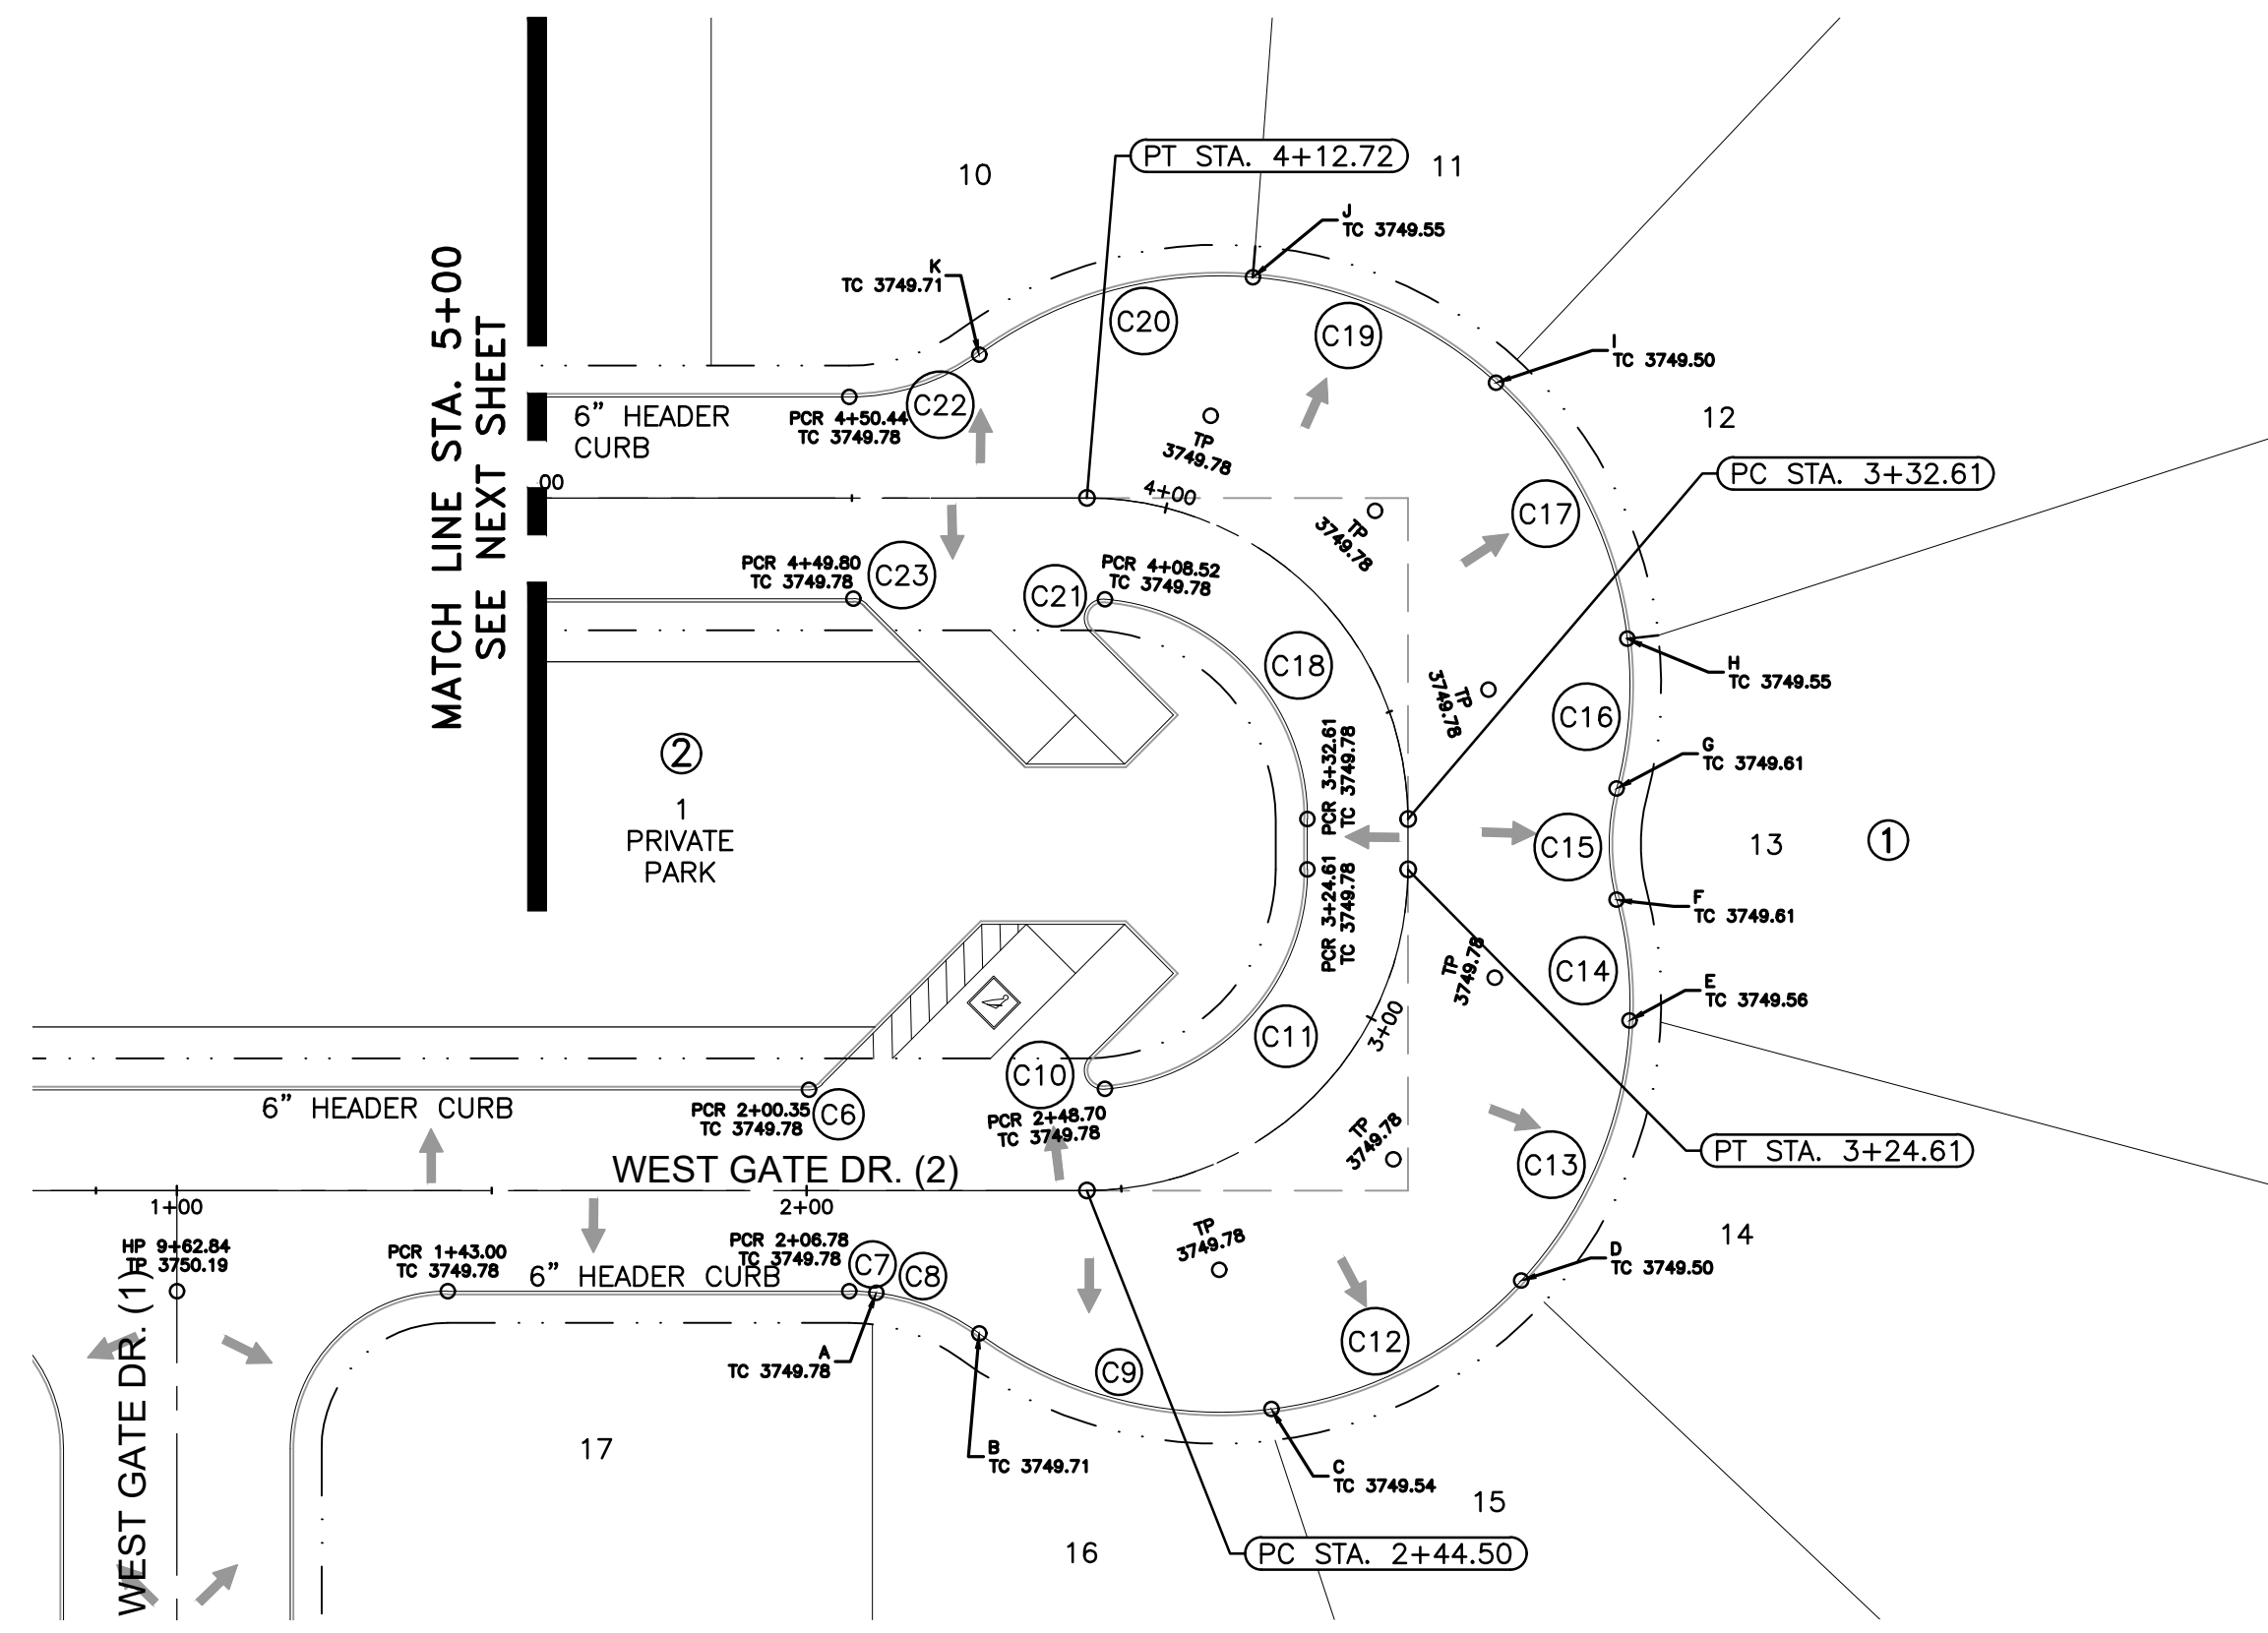 PT STA. 4+12.72
10
11
J
TC 3749.55
K
TC 3749.71
C20
C19
I
TC 3749.50
MATCH LINE STA. 5+00
SEE NEXT SHEET
6" HEADER
CURB
PCR 4+50.44
TC 3749.78
C22
12
TP
3749.78
PC STA. 3+32.61
00
4+00
C17
TP
3749.78
PCR 4+49.80
TC 3749.78
C23
C21
PCR 4+08.52
TC 3749.78
C18
TP
3749.78
H
TC 3749.55
C16
2
1
PRIVATE
PARK
PCR 3+32.61
TC 3749.78
G
TC 3749.61
C15
13
1
PCR 3+24.61
TC 3749.78
F
TC 3749.61
TP
3749.78
C14
E
TC 3749.56
3+00
C11
C10
6" HEADER CURB
PCR 2+00.35
TC 3749.78
C6
PCR 2+48.70
TC 3749.78
TP
3749.78
PT STA. 3+24.61
C13
WEST GATE DR. (2)
1+00
2+00
HP 9+62.84
TP 3750.19
PCR 1+43.00
TC 3749.78
PCR 2+06.78
TC 3749.78
6" HEADER CURB
C7
C8
TP
3749.78
14
D
TC 3749.50
WEST GATE DR. (1)
A
TC 3749.78
C9
C12
17
B
TC 3749.71
C
TC 3749.54
15
16
PC STA. 2+44.50